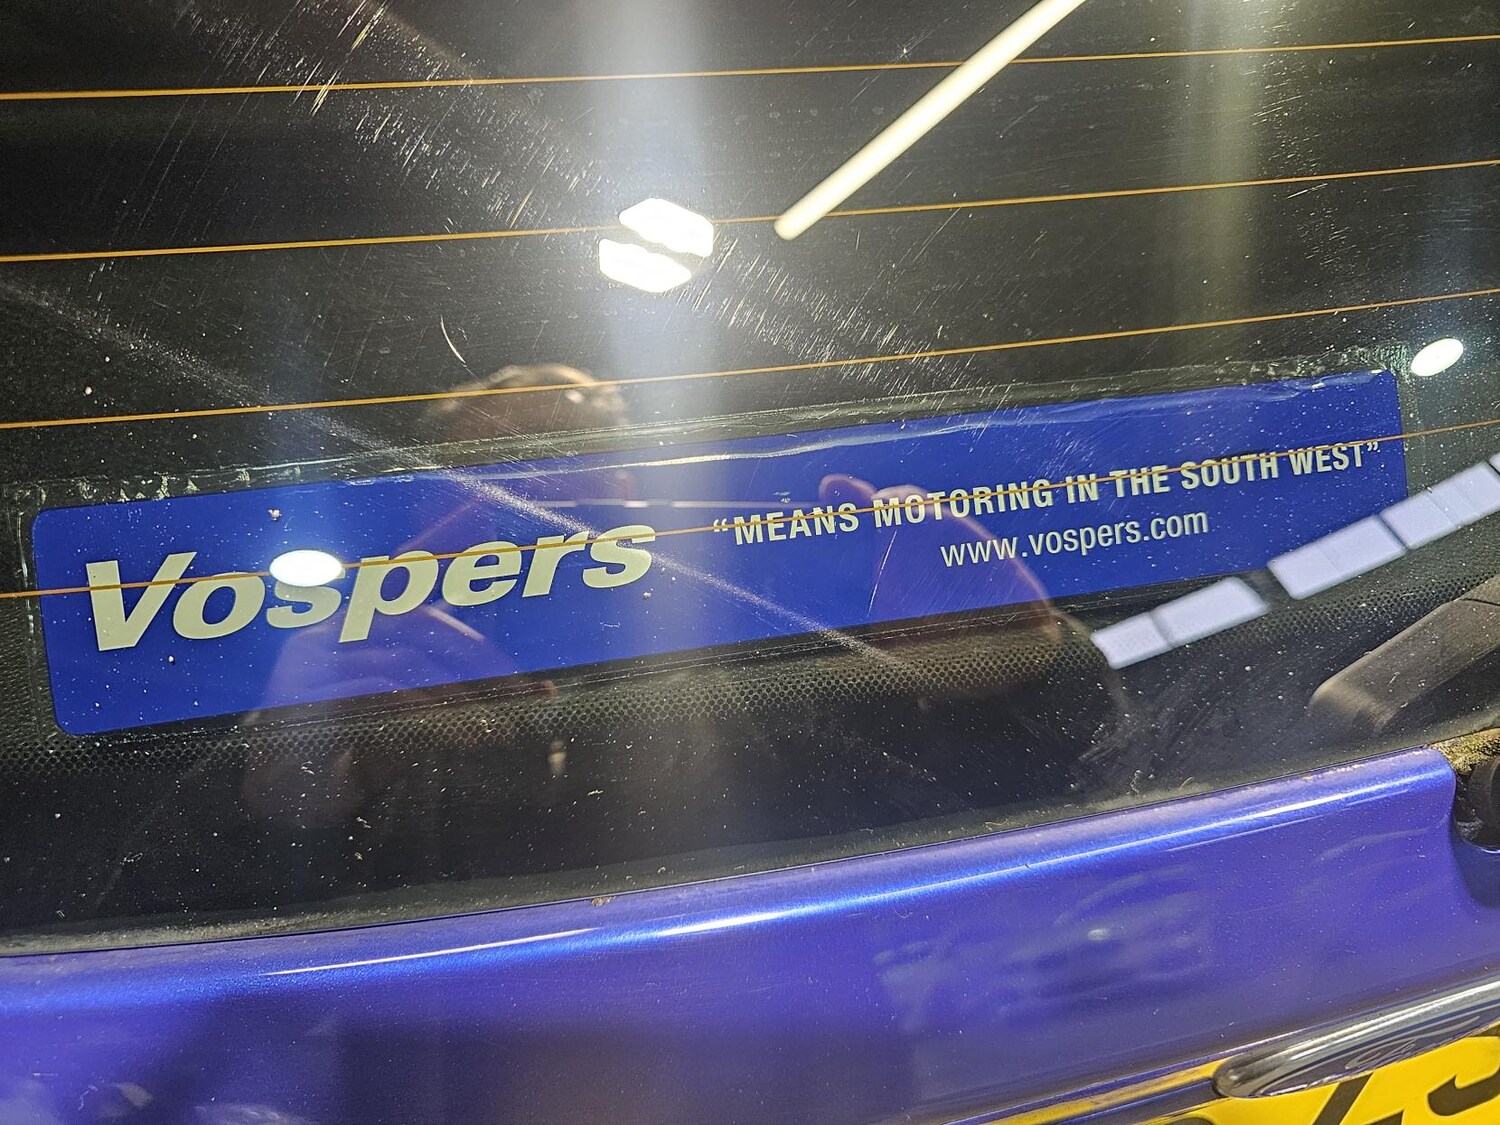 Vospers
“MEANS MOTORING IN THE SOUTH WEST”
www.vospers.com